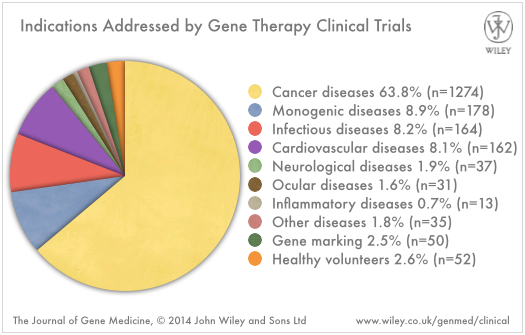 Indications Addressed by Gene Therapy Clinical Trials
WILEY
Cancer diseases 63.8% (n=1274)
Monogenic diseases 8.9% (n=178)
Infectious diseases 8.2% (n=164)
Cardiovascular diseases 8.1% (n=162)
Neurological diseases 1.9% (n=37)
Ocular diseases 1.6% (n=31)
Inflammatory diseases 0.7% (n=13)
Other diseases 1.8% (n=35)
Gene marking 2.5% (n=50)
Healthy volunteers 2.6% (n=52)
The Journal of Gene Medicine, © 2014 John Wiley and Sons Ltd
www.wiley.co.uk/genmed/clinical